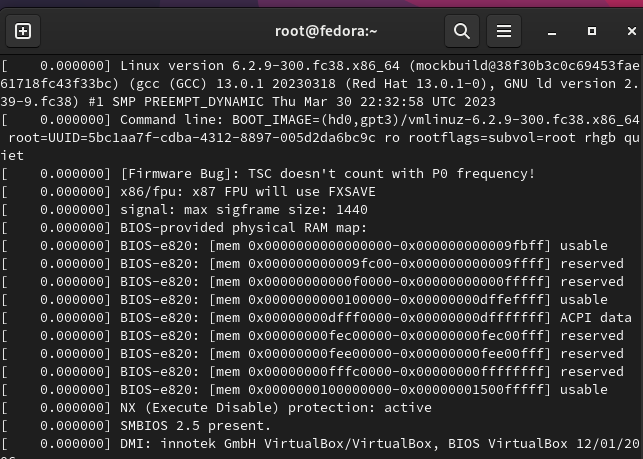 root@fedora:~
[    0.000000] Linux version 6.2.9-300.fc38.x86_64 (mockbuild@38f30b3c0c69453fae
61718fc43f33bc) (gcc (GCC) 13.0.1 20230318 (Red Hat 13.0.1-0), GNU ld version 2.
39-9.fc38) #1 SMP PREEMPT_DYNAMIC Thu Mar 30 22:32:58 UTC 2023
[    0.000000] Command line: BOOT_IMAGE=(hd0,gpt3)/vmlinuz-6.2.9-300.fc38.x86_64
 root=UUID=5bc1aa7f-cdba-4312-8897-005d2da6bc9c ro rootflags=subvol=root rhgb qu
iet
[    0.000000] [Firmware Bug]: TSC doesn't count with P0 frequency!
[    0.000000] x86/fpu: x87 FPU will use FXSAVE
[    0.000000] signal: max sigframe size: 1440
[    0.000000] BIOS-provided physical RAM map:
[    0.000000] BIOS-e820: [mem 0x0000000000000000-0x000000000009fbff] usable
[    0.000000] BIOS-e820: [mem 0x000000000009fc00-0x000000000009ffff] reserved
[    0.000000] BIOS-e820: [mem 0x00000000000f0000-0x00000000000fffff] reserved
[    0.000000] BIOS-e820: [mem 0x0000000000100000-0x00000000dffeffff] usable
[    0.000000] BIOS-e820: [mem 0x00000000dfff0000-0x00000000dfffffff] ACPI data
[    0.000000] BIOS-e820: [mem 0x00000000fec00000-0x00000000fec00fff] reserved
[    0.000000] BIOS-e820: [mem 0x00000000fee00000-0x00000000fee00fff] reserved
[    0.000000] BIOS-e820: [mem 0x00000000fffc0000-0x00000000ffffffff] reserved
[    0.000000] BIOS-e820: [mem 0x0000000100000000-0x00000001500fffff] usable
[    0.000000] NX (Execute Disable) protection: active
[    0.000000] SMBIOS 2.5 present.
[    0.000000] DMI: innotek GmbH VirtualBox/VirtualBox, BIOS VirtualBox 12/01/20